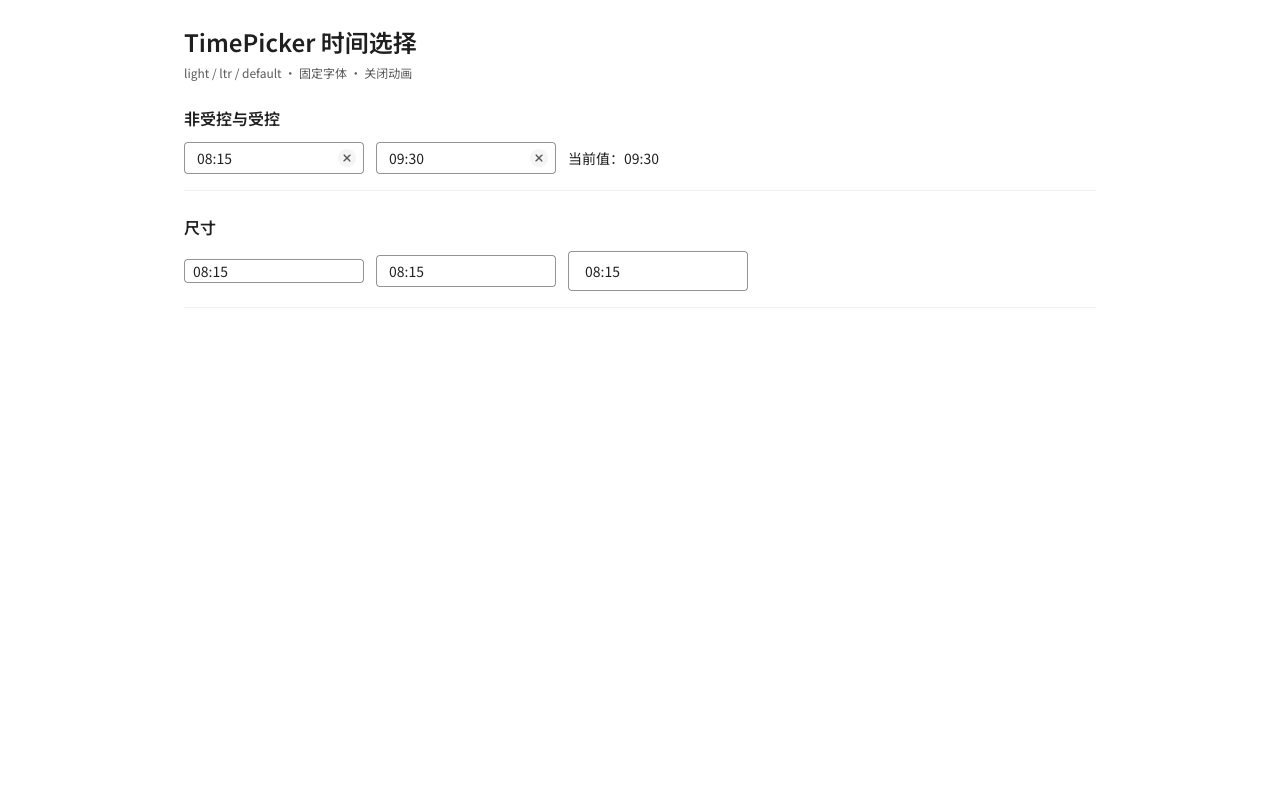 TimePicker 时间选择
light / ltr / default · 固定字体 · 关闭动画
非受控与受控
08:15 09:30 当前值：09:30
尺寸
08:15 08:15 08:15